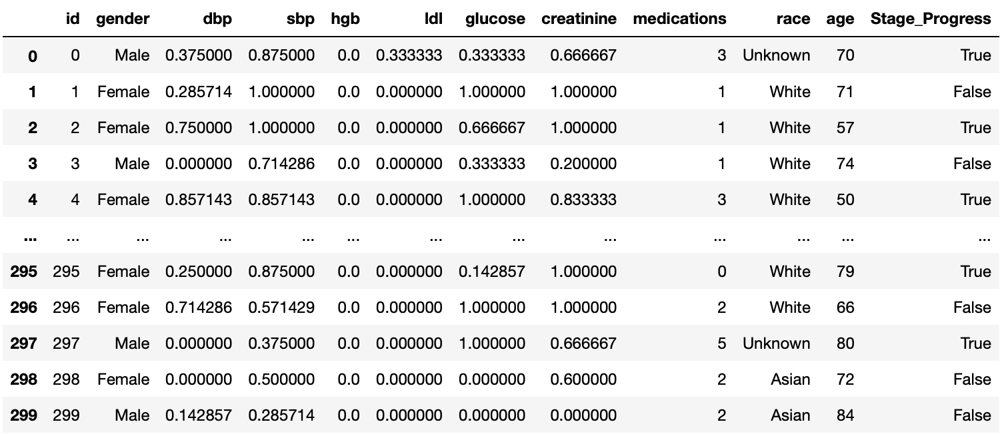 id gender dbp sbp hgb ldl glucose creatinine medications race age Stage_Progress
0 0 Male 0.375000 0.875000 0.0 0.333333 0.333333 0.666667 3 Unknown 70 True
1 1 Female 0.285714 1.000000 0.0 0.000000 1.000000 1.000000 1 White 71 False
2 2 Female 0.750000 1.000000 0.0 0.000000 0.666667 1.000000 1 White 57 True
3 3 Male 0.000000 0.714286 0.0 0.000000 0.333333 0.200000 1 White 74 False
4 4 Female 0.857143 0.857143 0.0 0.000000 1.000000 0.833333 3 White 50 True
... ... ... ... ... ... ... ... ... ... ... ... ...
295 295 Female 0.250000 0.875000 0.0 0.000000 0.142857 1.000000 0 White 79 True
296 296 Female 0.714286 0.571429 0.0 0.000000 1.000000 1.000000 2 White 66 False
297 297 Male 0.000000 0.375000 0.0 0.000000 1.000000 0.666667 5 Unknown 80 True
298 298 Female 0.000000 0.500000 0.0 0.000000 0.000000 0.600000 2 Asian 72 False
299 299 Male 0.142857 0.285714 0.0 0.000000 0.000000 0.000000 2 Asian 84 False